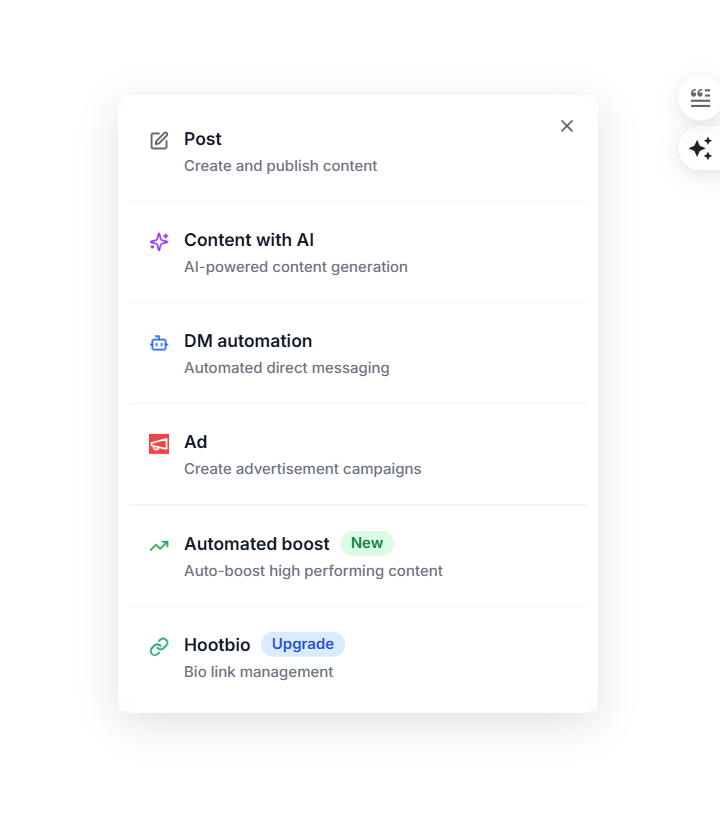 Post
Create and publish content
Content with AI
AI-powered content generation
DM automation
Automated direct messaging
Ad
Create advertisement campaigns
Automated boost New
Auto-boost high performing content
Hootbio Upgrade
Bio link management